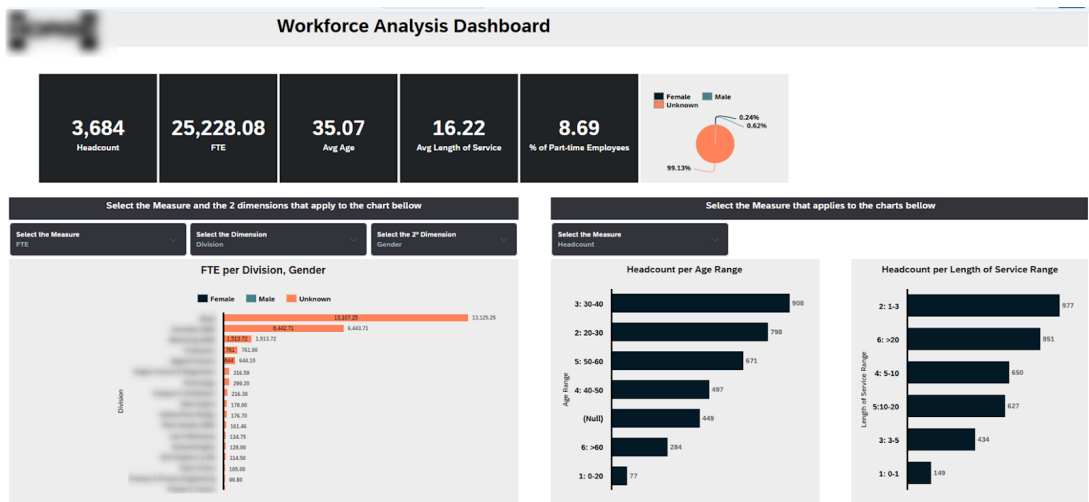 Workforce Analysis Dashboard
3,684
Headcount
25,228.08
FTE
35.07
Avg Age
16.22
Avg Length of Service
8.69
% of Part-time Employees
Female
Male
Unknown
0.24%
0.62%
99.13%
Select the Measure and the 2 dimensions that apply to the chart bellow
Select the Measure
FTE
Select the Dimension
Division
Select the 2º Dimension
Gender
FTE per Division, Gender
Female
Male
Unknown
Division
13,107.25
13,125.25
6,442.71
6,443.71
1,513.72
1,513.72
761
761.00
644
644.10
316.50
216.30
178.00
176.70
161.46
134.75
128.00
114.50
105.00
90.80
Select the Measure that applies to the charts bellow
Select the Measure
Headcount
Headcount per Age Range
Age Range
3: 30-40
908
2: 20-30
798
5: 50-60
671
4: 40-50
497
(Null)
449
6: >60
284
1: 0-20
77
Headcount per Length of Service Range
Length of Service Range
2: 1-3
977
6: >20
851
4: 5-10
650
5:10-20
627
3: 3-5
434
1: 0-1
149